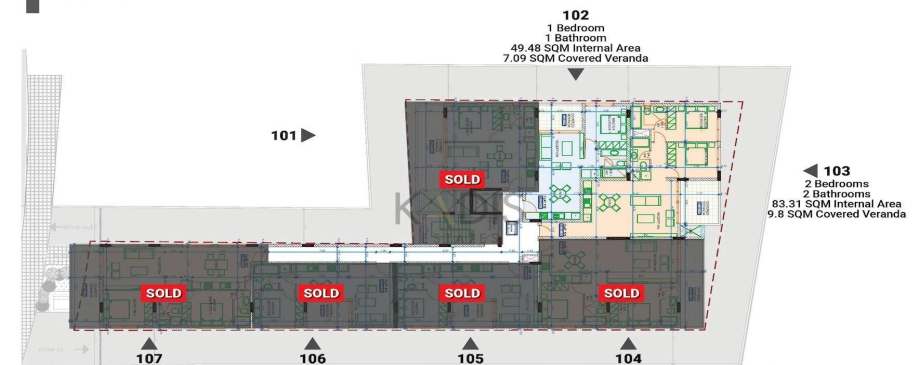 102
1 Bedroom
1 Bathroom
49.48 SQM Internal Area
7.09 SQM Covered Veranda
101
SOLD
103
2 Bedrooms
2 Bathrooms
83.31 SQM Internal Area
9.8 SQM Covered Veranda
KADIS
SOLD
SOLD
SOLD
SOLD
107
106
105
104